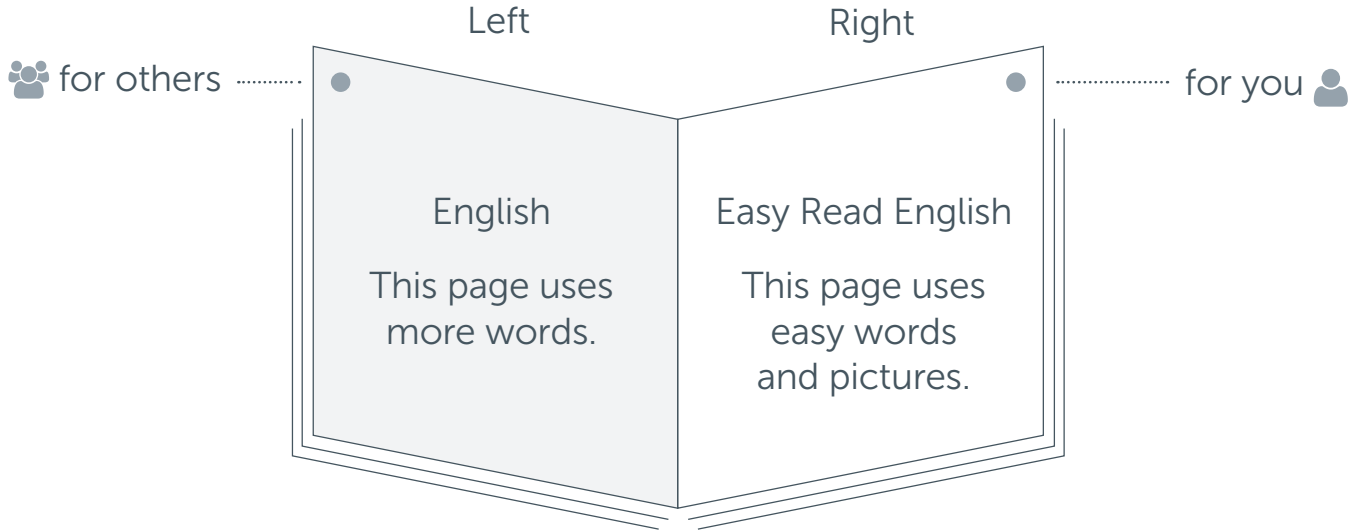 Left
Right
for others
for you
English
This page uses
more words.
Easy Read English
This page uses
easy words
and pictures.